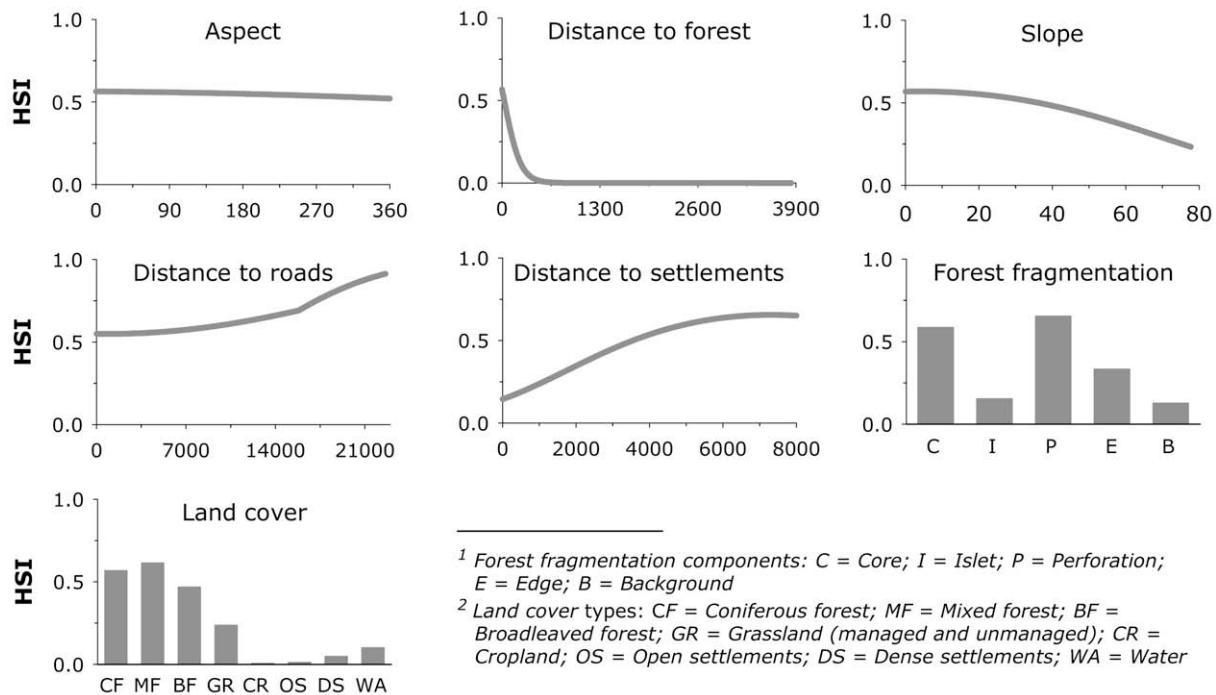 Aspect
1.0
0.5
0.0
HSI
0 90 180 270 360
Distance to forest
1.0
0.5
0.0
0 1300 2600 3900
Slope
1.0
0.5
0.0
0 20 40 60 80
Distance to roads
1.0
0.5
0.0
HSI
0 7000 14000 21000
Distance to settlements
1.0
0.5
0.0
0 2000 4000 6000 8000
Forest fragmentation
1.0
0.5
0.0
C I P E B
Land cover
1.0
0.5
0.0
HSI
CF MF BF GR CR OS DS WA
1 Forest fragmentation components: C = Core; I = Islet; P = Perforation;
E = Edge; B = Background
2 Land cover types: CF = Coniferous forest; MF = Mixed forest; BF =
Broadleaved forest; GR = Grassland (managed and unmanaged); CR =
Cropland; OS = Open settlements; DS = Dense settlements; WA = Water